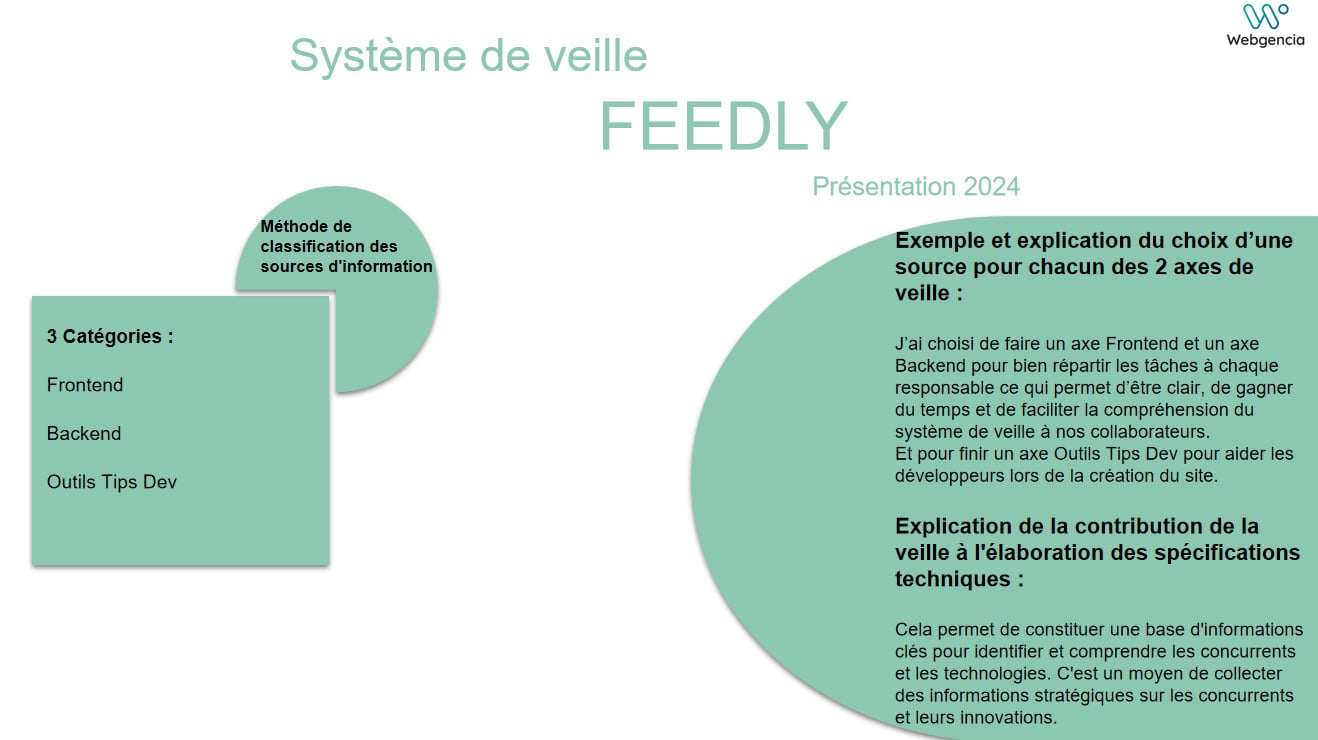 Webgencia
Système de veille
FEEDLY
Présentation 2024
Méthode de
classification des
sources d'information
3 Catégories :
Frontend
Backend
Outils Tips Dev
Exemple et explication du choix d’une
source pour chacun des 2 axes de
veille :
J’ai choisi de faire un axe Frontend et un axe
Backend pour bien répartir les tâches à chaque
responsable ce qui permet d’être clair, de gagner
du temps et de faciliter la compréhension du
système de veille à nos collaborateurs.
Et pour finir un axe Outils Tips Dev pour aider les
développeurs lors de la création du site.
Explication de la contribution de la
veille à l'élaboration des spécifications
techniques :
Cela permet de constituer une base d'informations
clés pour identifier et comprendre les concurrents
et les technologies. C'est un moyen de collecter
des informations stratégiques sur les concurrents
et leurs innovations.